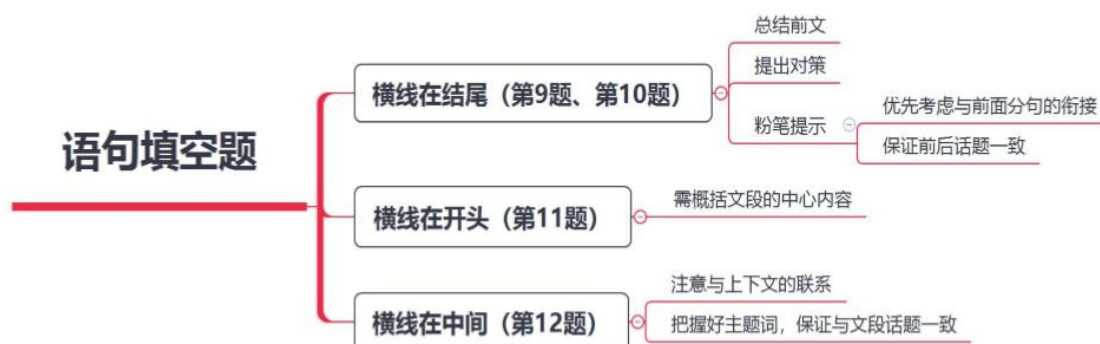 语句填空题
横线在结尾（第9题、第10题）
总结前文
提出对策
粉笔提示
优先考虑与前面分句的衔接
保证前后话题一致
横线在开头（第11题）
需概括文段的中心内容
横线在中间（第12题）
注意与上下文的联系
把握好主题词，保证与文段话题一致